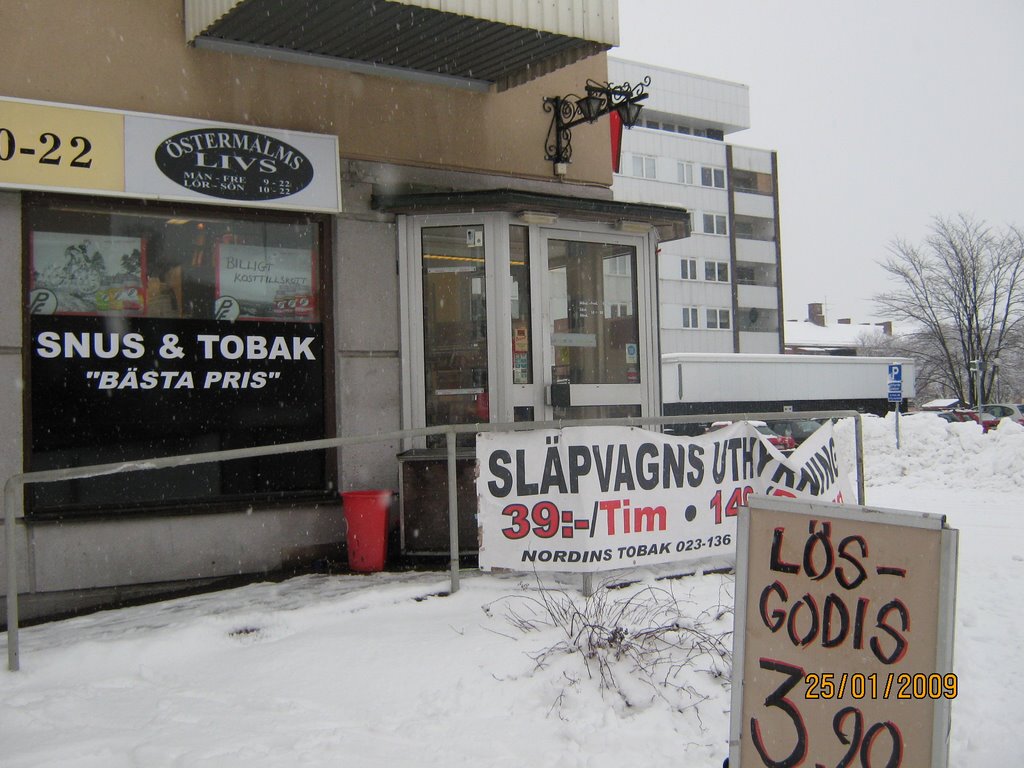 0-22
ÖSTERMALMS
LIVS
MÅN - FRE 9 - 22
LÖR - SÖN 10 - 22
BILLIGT
KOSTTILLSKOTT
SNUS & TOBAK
"BÄSTA PRIS"
P
SLÄPVAGNS UTHYRNING
39:-/Tim • 149
NORDINS TOBAK 023-136
LÖS-
GODIS
3,90
25/01/2009